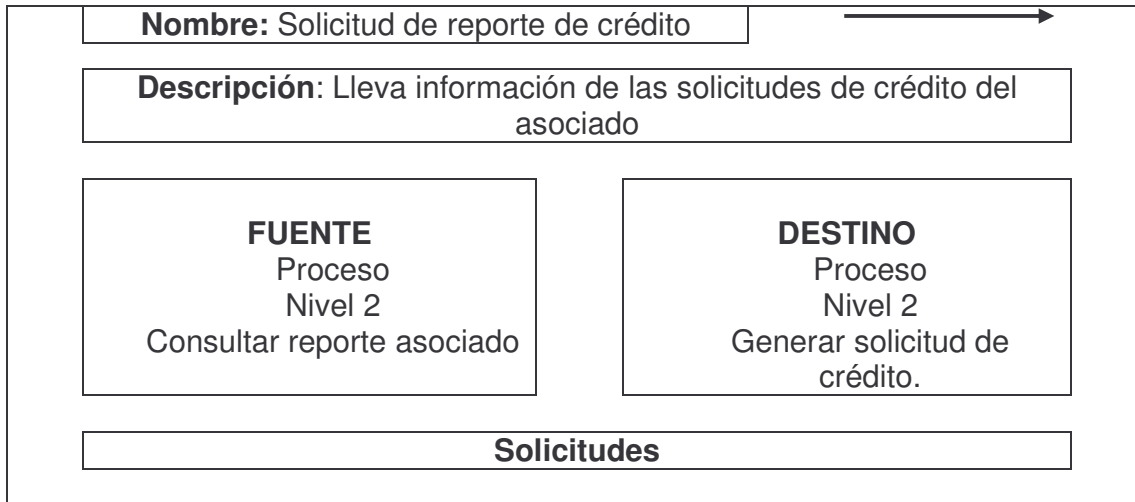 Nombre: Solicitud de reporte de crédito
Descripción: Lleva información de las solicitudes de crédito del
asociado
FUENTE
Proceso
Nivel 2
Consultar reporte asociado
DESTINO
Proceso
Nivel 2
Generar solicitud de
crédito.
Solicitudes